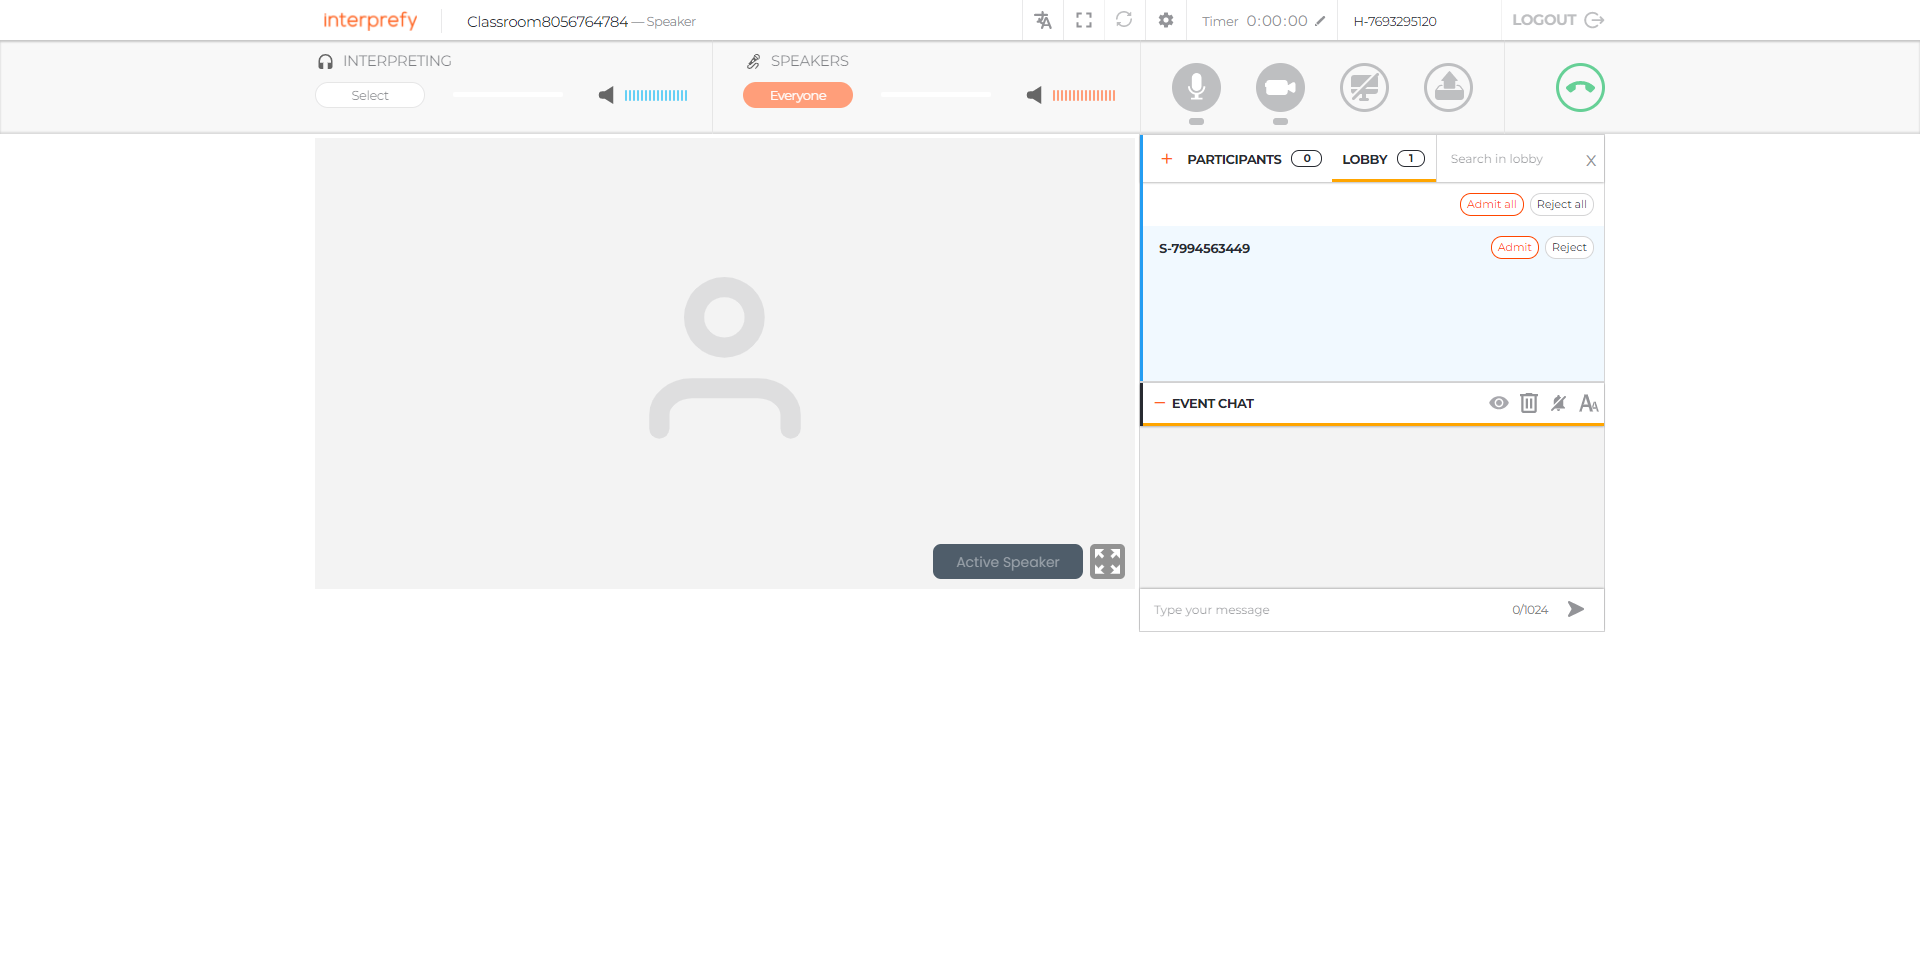 interprefy
Classroom8056764784 — Speaker
Timer 0:00:00
H-7693295120
LOGOUT
INTERPRETING
Select
SPEAKERS
Everyone
+ PARTICIPANTS 0
LOBBY 1
Search in lobby
X
Admit all
Reject all
S-7994563449
Admit
Reject
− EVENT CHAT
AA
Active Speaker
Type your message
0/1024